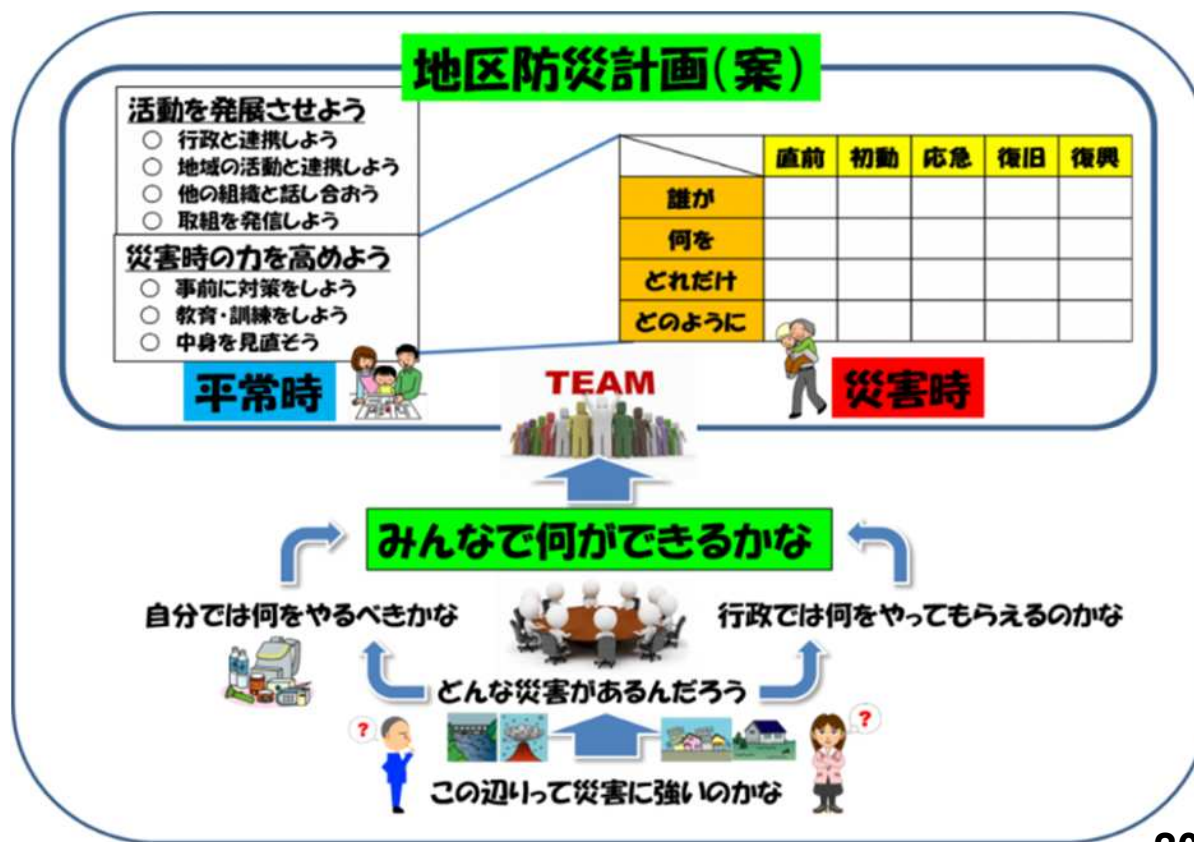 地区防災計画(案)
活動を発展させよう
○ 行政と連携しよう
○ 地域の活動と連携しよう
○ 他の組織と話し合おう
○ 取組を発信しよう
災害時の力を高めよう
○ 事前に対策をしよう
○ 教育・訓練をしよう
○ 中身を見直そう
平常時
直前 初動 応急 復旧 復興
誰が
何を
どれだけ
どのように
災害時
TEAM
みんなで何ができるかな
自分では何をやるべきかな
行政では何をやってもらえるのかな
どんな災害があるんだろう
?
?
この辺りって災害に強いのかな